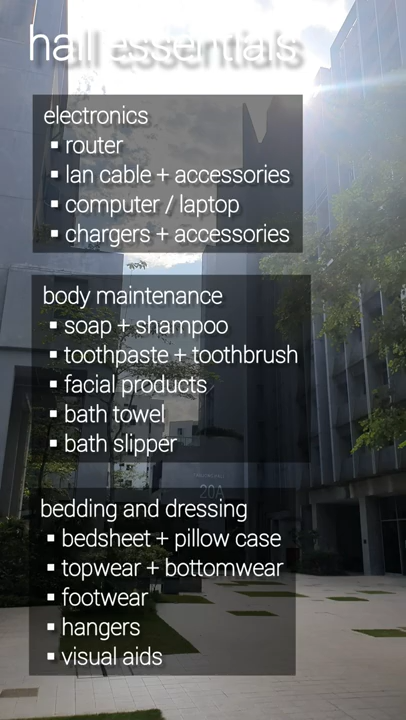 hall essentials
electronics
▪ router
▪ lan cable + accessories
▪ computer / laptop
▪ chargers + accessories
body maintenance
▪ soap + shampoo
▪ toothpaste + toothbrush
▪ facial products
▪ bath towel
▪ bath slipper
20A
bedding and dressing
▪ bedsheet + pillow case
▪ topwear + bottomwear
▪ footwear
▪ hangers
▪ visual aids